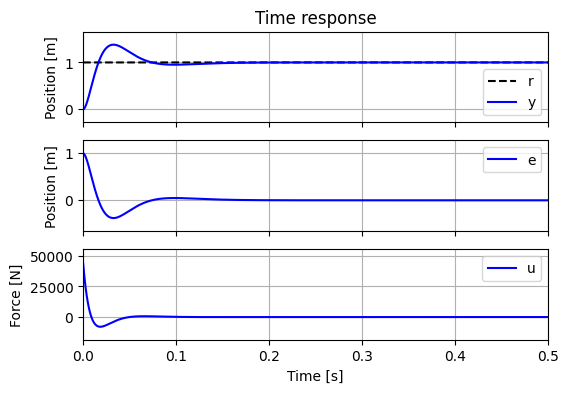 Time response
Position [m]
1
0
r
y
Position [m]
1
0
e
Force [N]
50000
25000
0
u
0.0 0.1 0.2 0.3 0.4 0.5
Time [s]